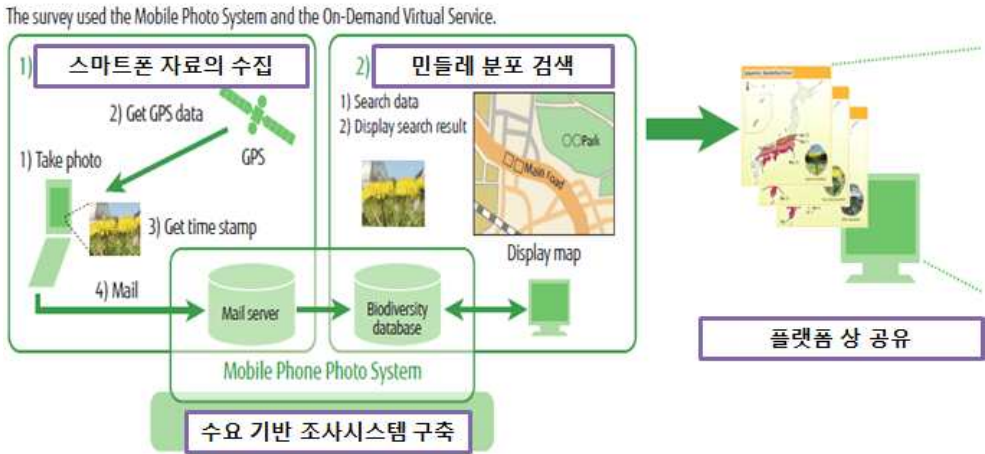 The survey used the Mobile Photo System and the On-Demand Virtual Service.
1) 스마트폰 자료의 수집
2) Get GPS data
GPS
1) Take photo
3) Get time stamp
4) Mail
Mail server
2) 민들레 분포 검색
1) Search data
2) Display search result
○○Park
□□Main Road
Display map
Biodiversity
database
Mobile Phone Photo System
수요 기반 조사시스템 구축
플랫폼 상 공유